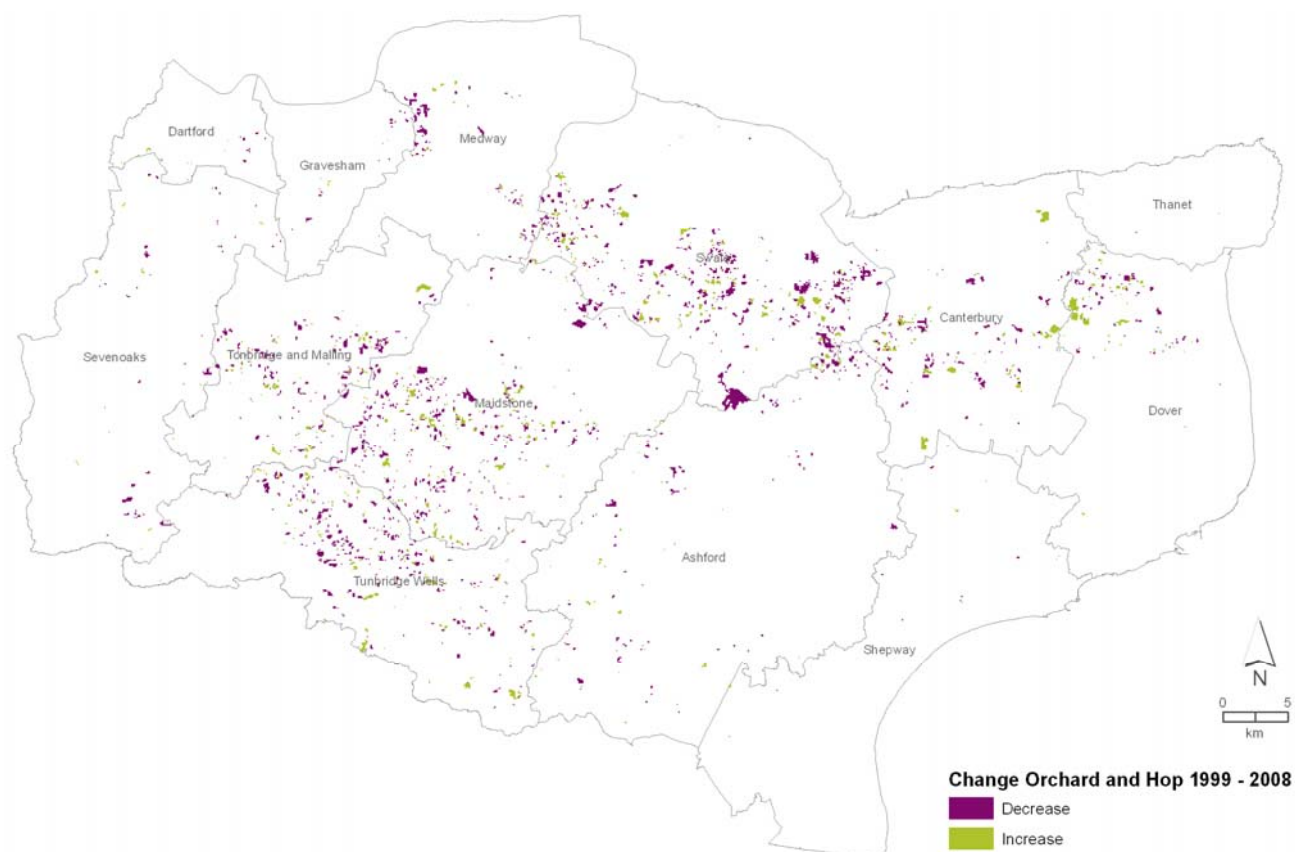 Dartford
Gravesham
Medway
Thanet
Swale
Canterbury
Sevenoaks
Tonbridge and Malling
Maidstone
Dover
Ashford
Tunbridge Wells
Shepway
N
0 5
km
Change Orchard and Hop 1999 - 2008
Decrease
Increase